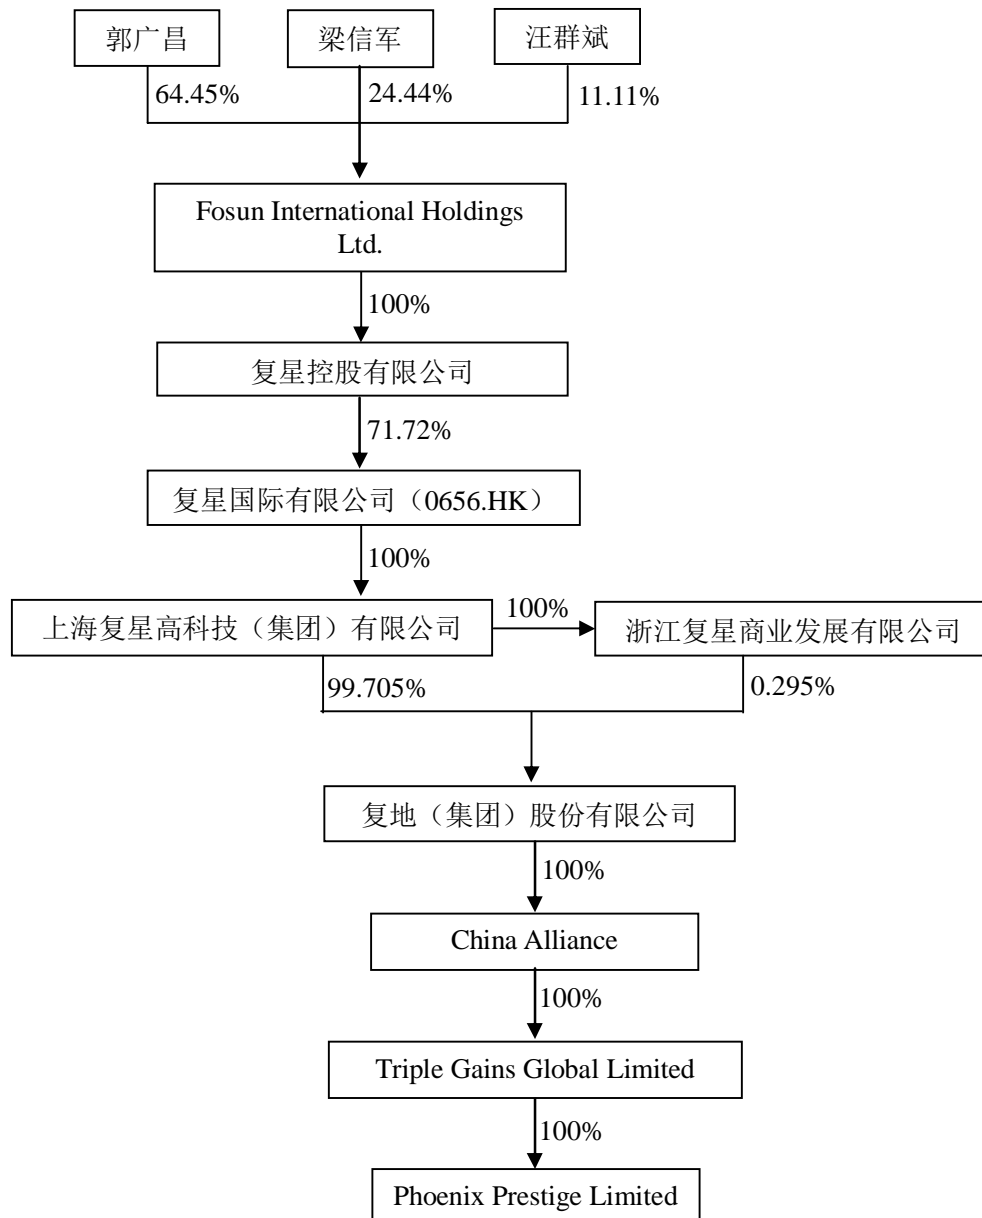 郭广昌
梁信军
汪群斌
64.45%
24.44%
11.11%
Fosun International Holdings
Ltd.
100%
复星控股有限公司
71.72%
复星国际有限公司（0656.HK）
100%
上海复星高科技（集团）有限公司
100%
浙江复星商业发展有限公司
99.705%
0.295%
复地（集团）股份有限公司
100%
China Alliance
100%
Triple Gains Global Limited
100%
Phoenix Prestige Limited